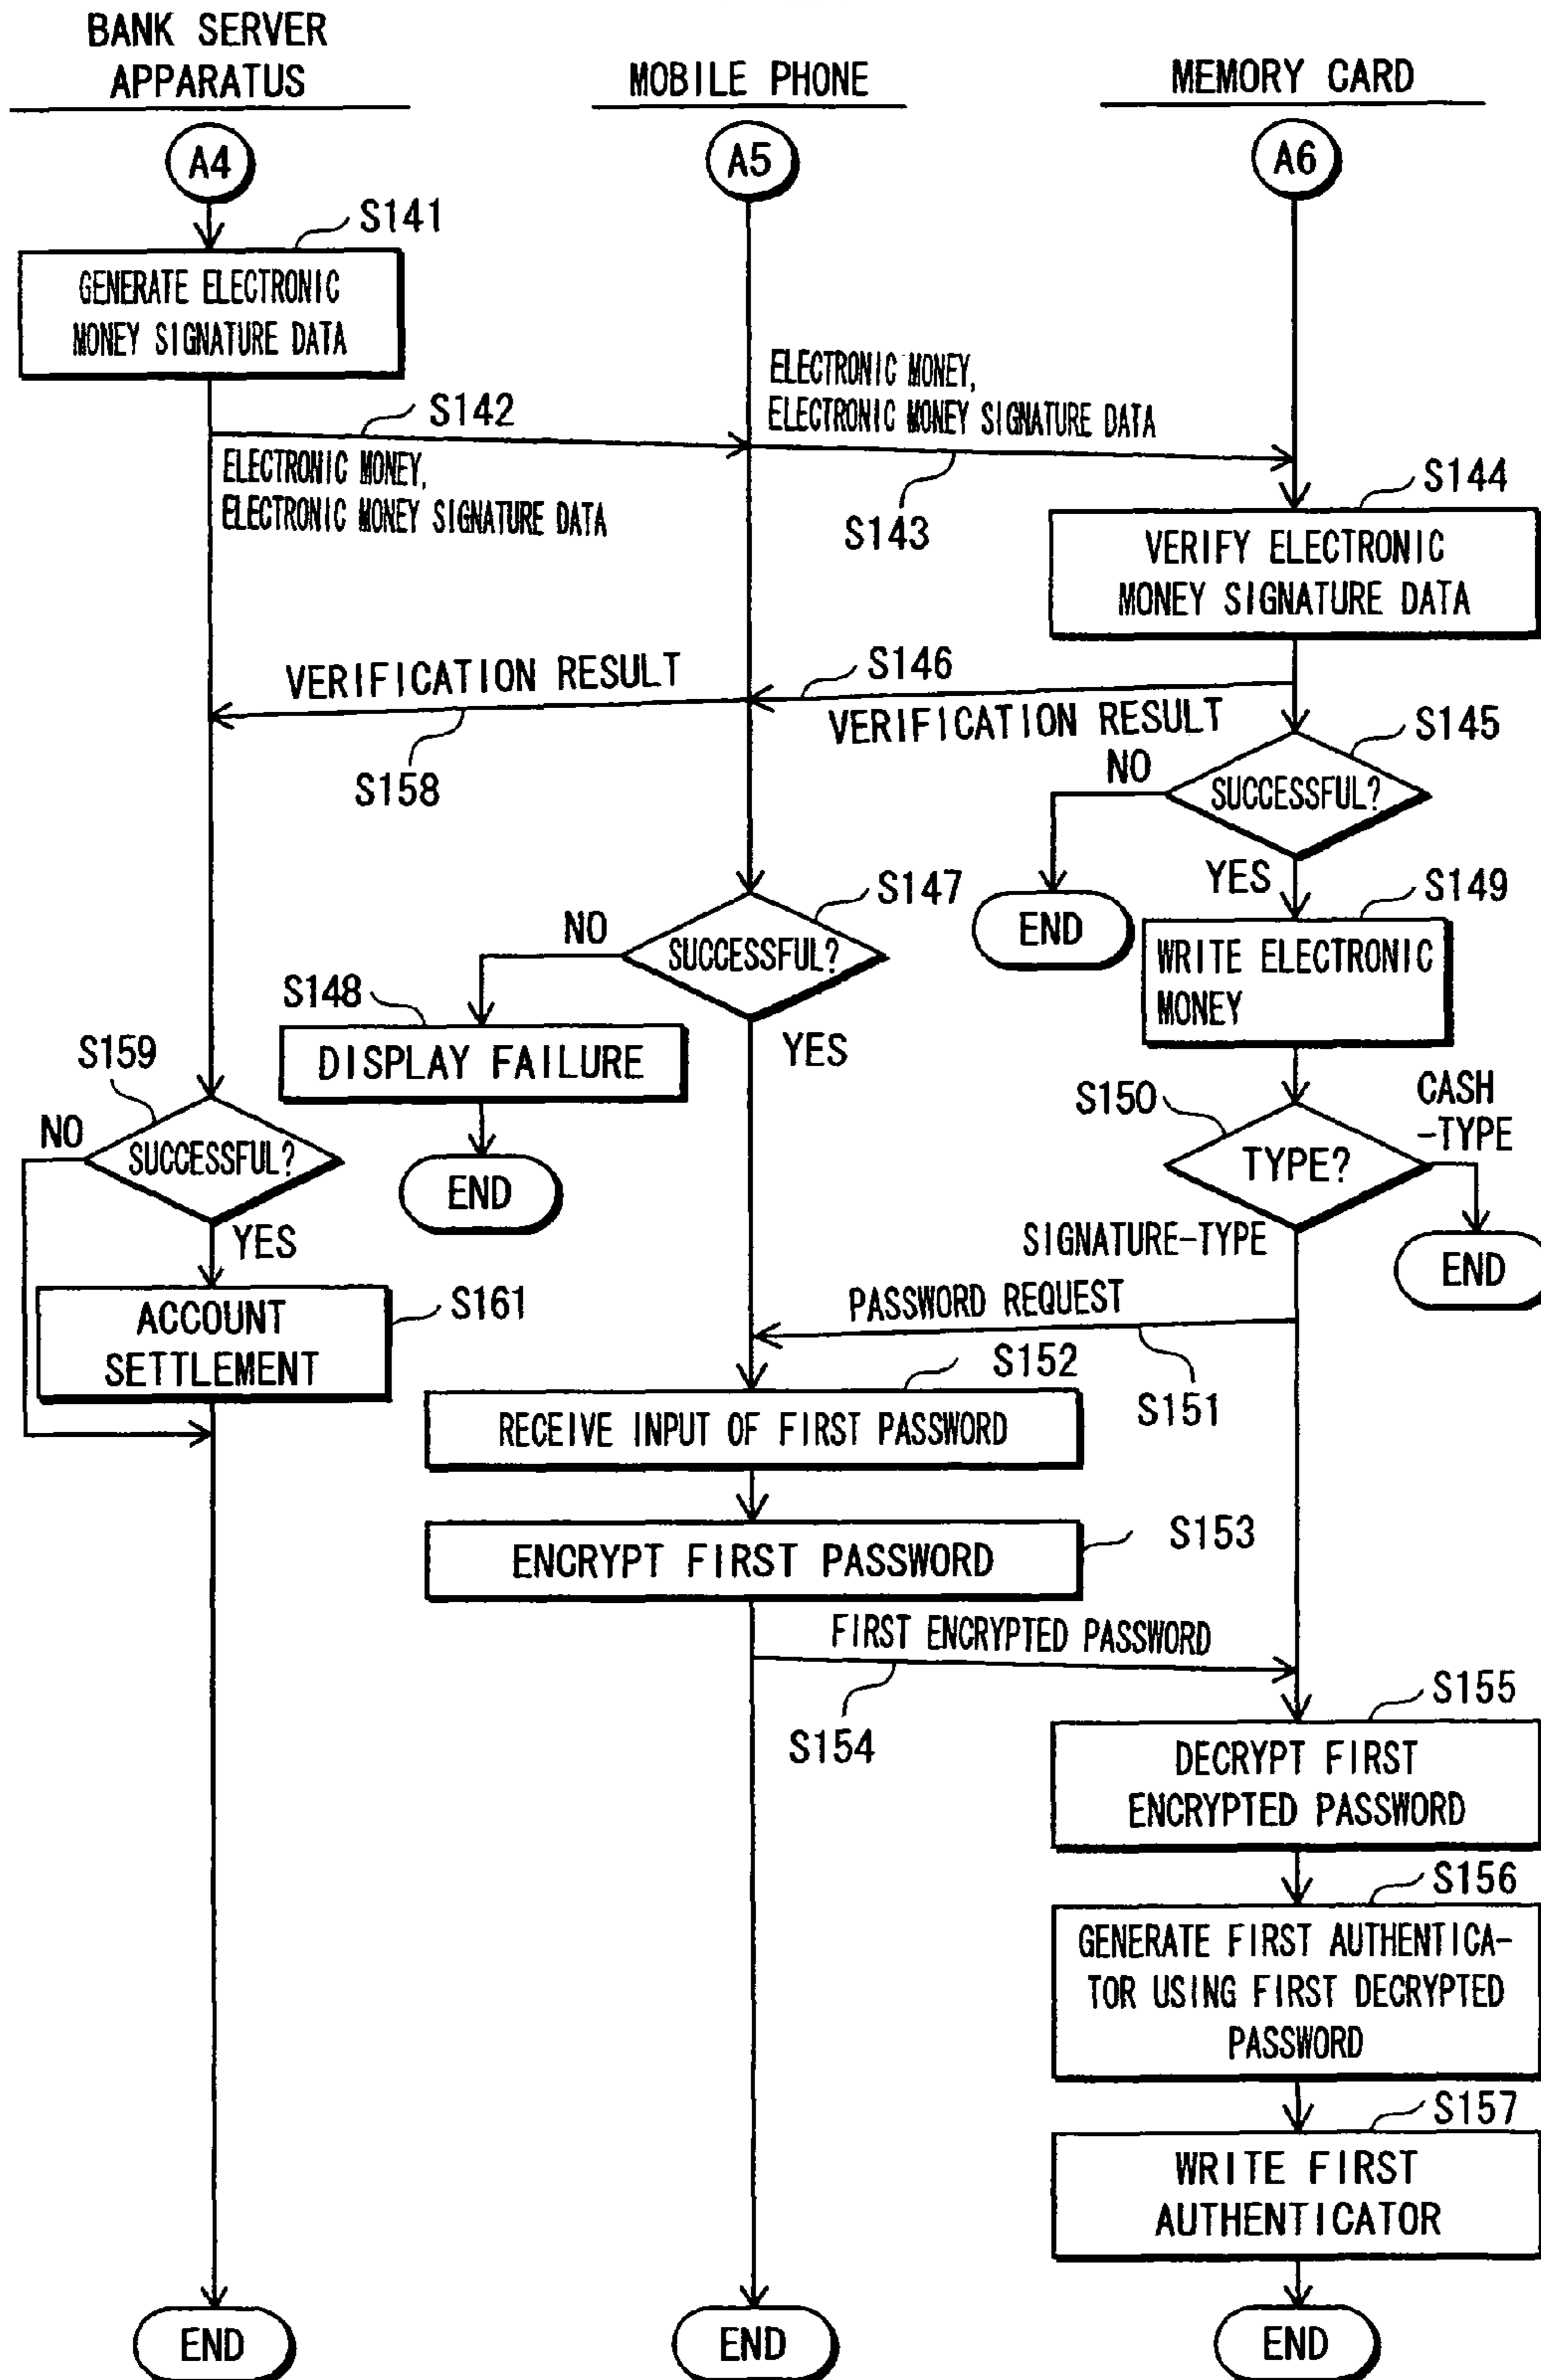 BANK SERVER
APPARATUS
MOBILE PHONE
MEMORY CARD
A4
A5
A6
S141
GENERATE ELECTRONIC
MONEY SIGNATURE DATA
S142
ELECTRONIC MONEY,
ELECTRONIC MONEY SIGNATURE DATA
ELECTRONIC MONEY,
ELECTRONIC MONEY SIGNATURE DATA
S143
S144
VERIFY ELECTRONIC
MONEY SIGNATURE DATA
S146
VERIFICATION RESULT
VERIFICATION RESULT
S158
S145
SUCCESSFUL?
NO
END
YES
S147
SUCCESSFUL?
NO
YES
S148
DISPLAY FAILURE
END
S149
WRITE ELECTRONIC
MONEY
S159
SUCCESSFUL?
NO
YES
S150
TYPE?
CASH
-TYPE
END
SIGNATURE-TYPE
S161
ACCOUNT
SETTLEMENT
PASSWORD REQUEST
S151
S152
RECEIVE INPUT OF FIRST PASSWORD
S153
ENCRYPT FIRST PASSWORD
FIRST ENCRYPTED PASSWORD
S154
S155
DECRYPT FIRST
ENCRYPTED PASSWORD
S156
GENERATE FIRST AUTHENTICA-
TOR USING FIRST DECRYPTED
PASSWORD
S157
WRITE FIRST
AUTHENTICATOR
END
END
END